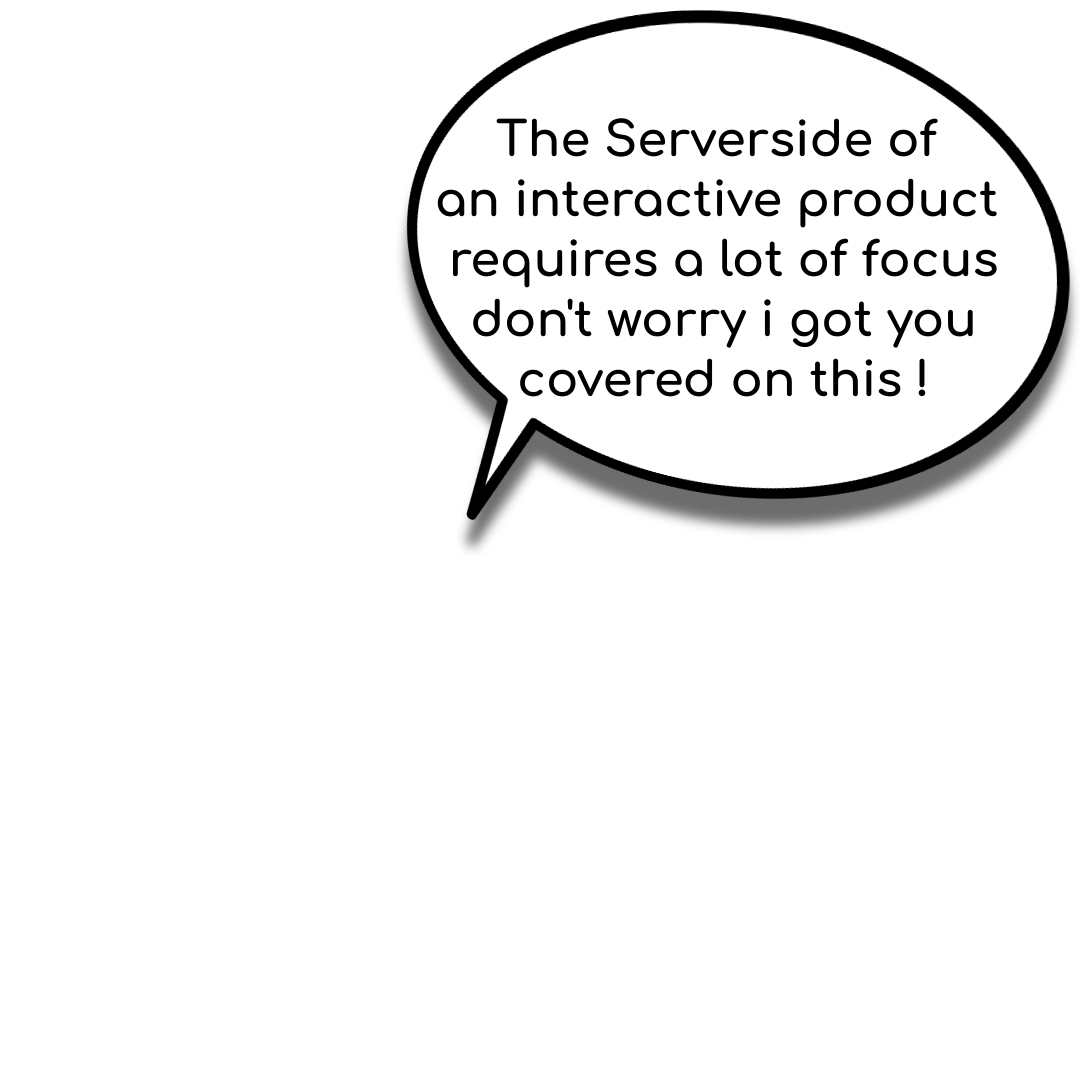 The Serverside of
an interactive product
requires a lot of focus
don't worry i got you
covered on this !